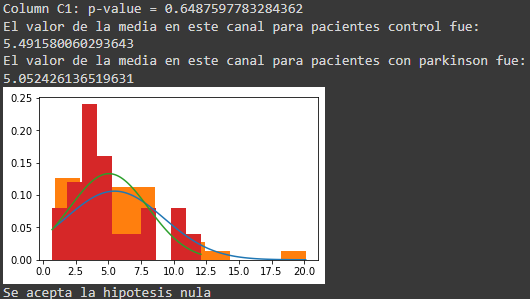 Column C1: p-value = 0.6487597783284362
El valor de la media en este canal para pacientes control fue:
5.491580060293643
El valor de la media en este canal para pacientes con parkinson fue:
5.052426136519631
0.25
0.20
0.15
0.10
0.05
0.00
0.0 2.5 5.0 7.5 10.0 12.5 15.0 17.5 20.0
Se acepta la hipotesis nula